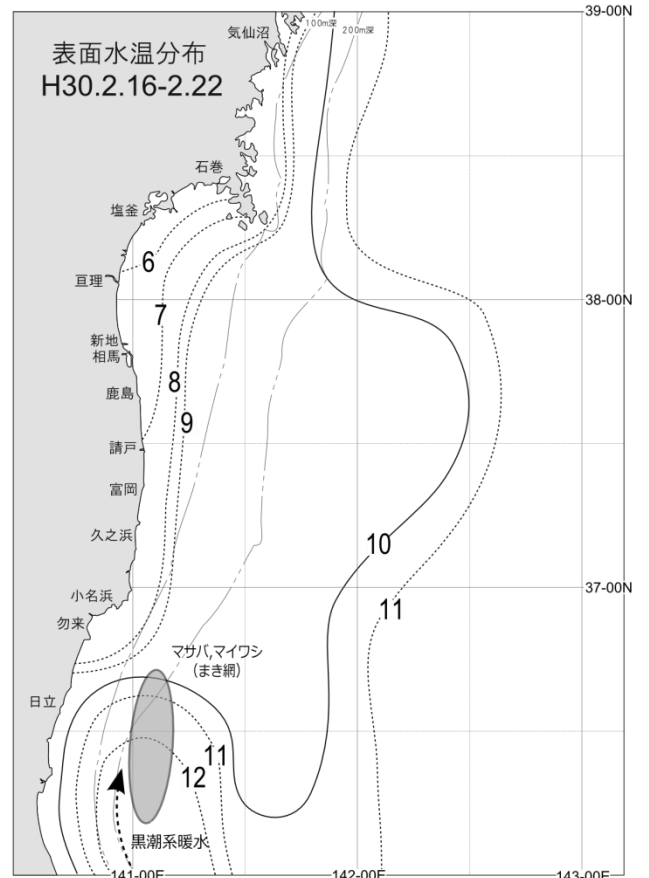 39-00N
100m深
200m深
気仙沼
表面水温分布
H30.2.16-2.22
石巻
塩釜
6
亘理
38-00N
7
新地
相馬
8
鹿島
9
請戸
富岡
久之浜
10
37-00N
小名浜
11
勿来
マサバ,マイワシ
(まき網)
日立
11
12
黒潮系暖水
141-00E
142-00E
143-00E